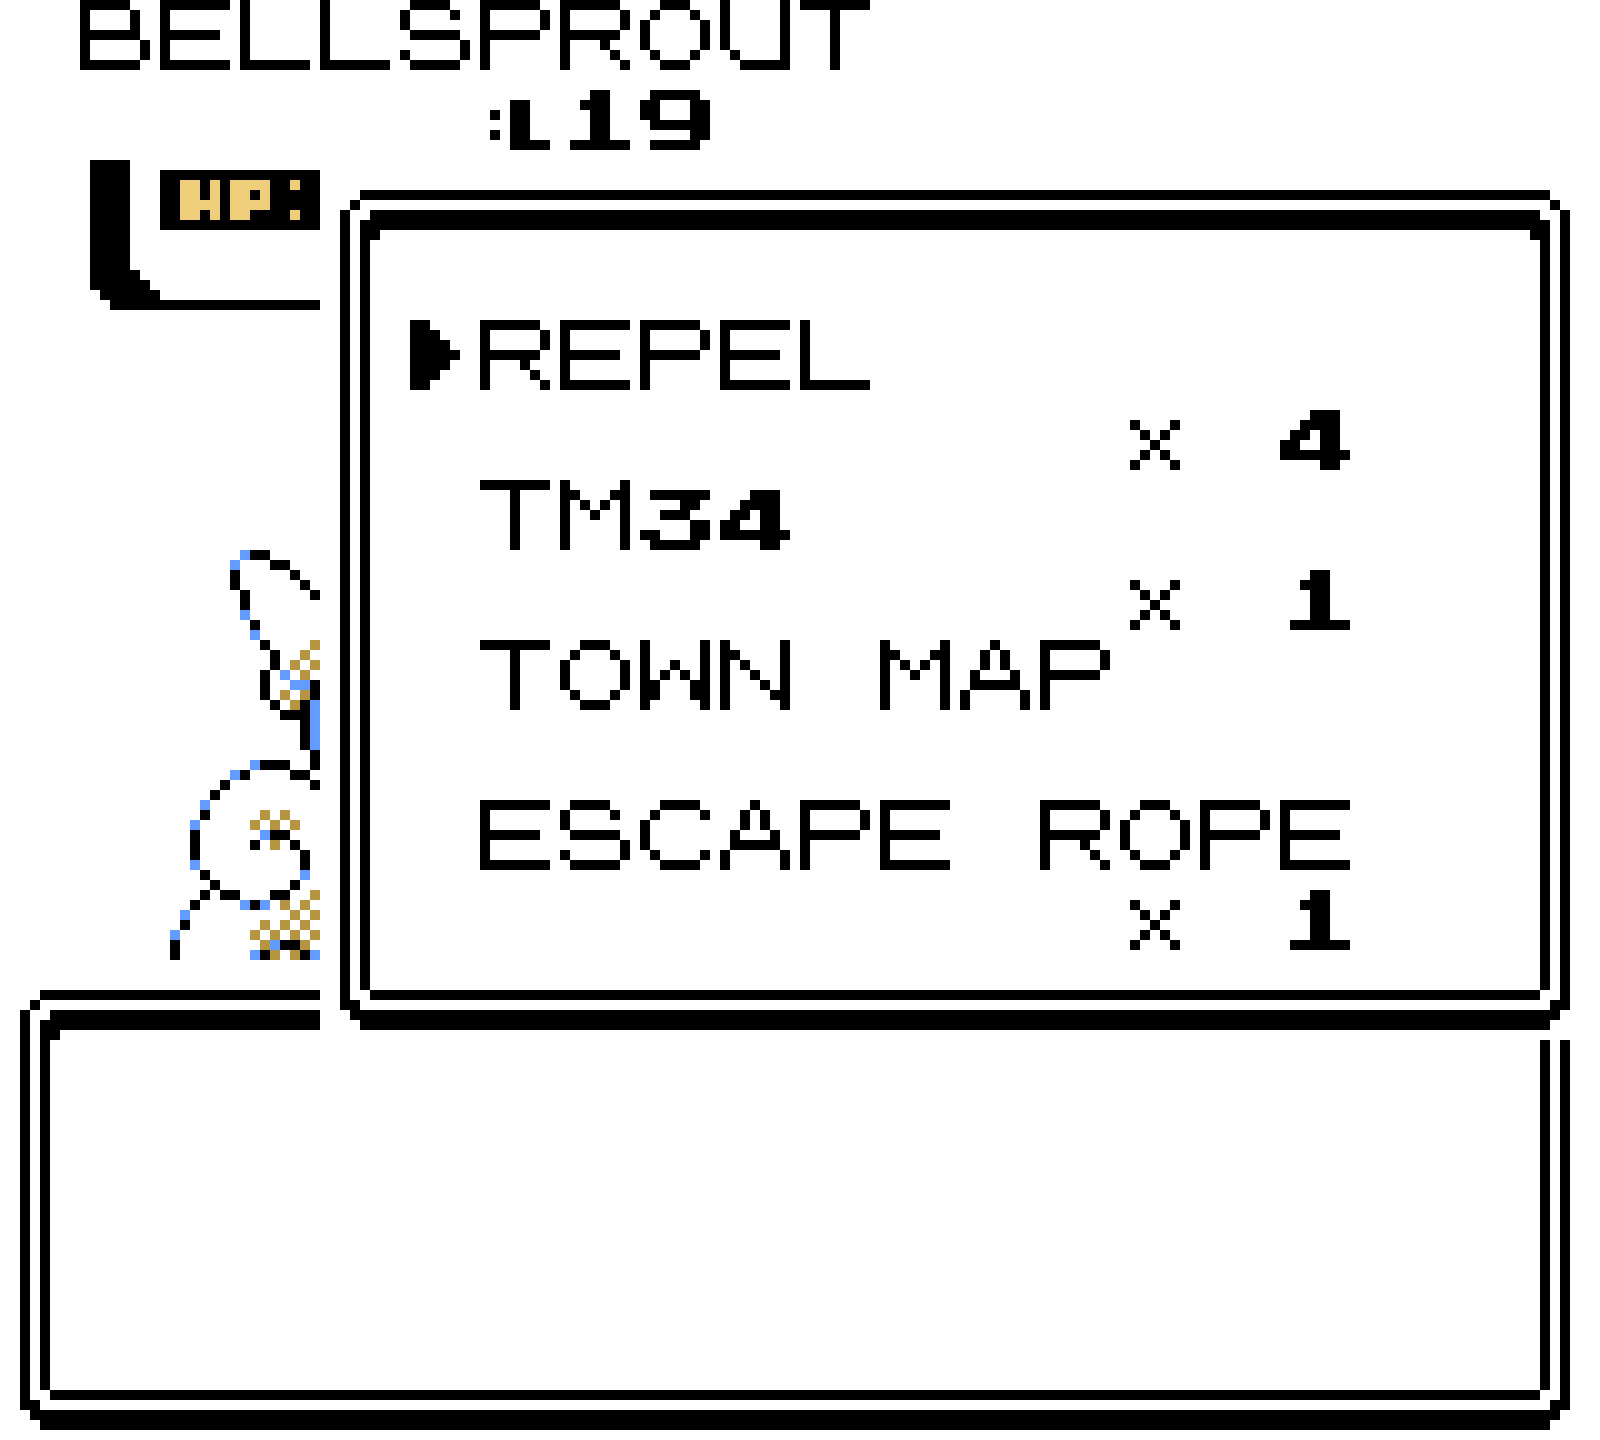 BELLSPROUT
:L19
HP:
▶REPEL
× 4
TM34
× 1
TOWN MAP
ESCAPE ROPE
× 1